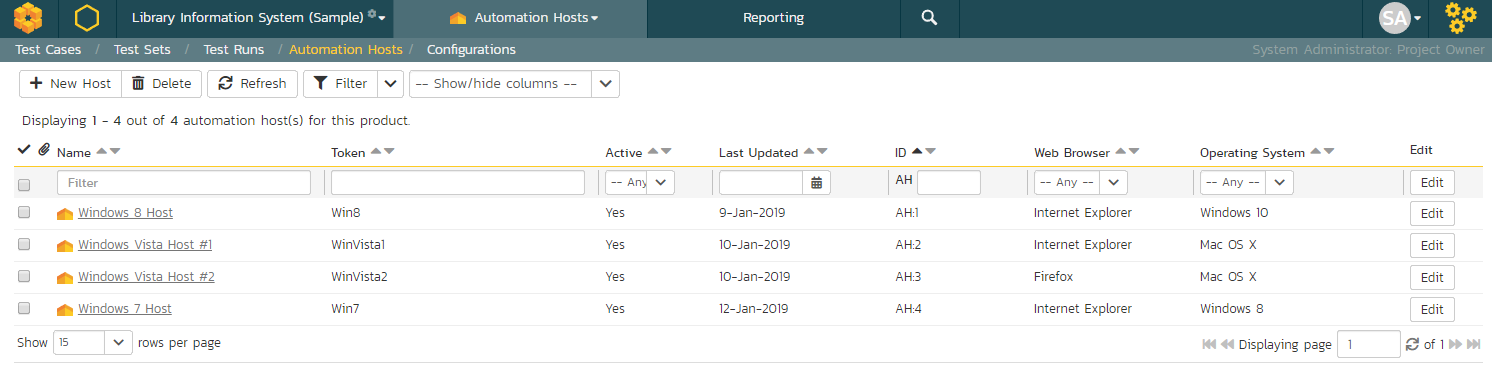 Library Information System (Sample) Automation Hosts Reporting SA
Test Cases / Test Sets / Test Runs / Automation Hosts / Configurations System Administrator: Project Owner
New Host Delete Refresh Filter -- Show/hide columns --
Displaying 1 - 4 out of 4 automation host(s) for this product.
Name Token Active Last Updated ID Web Browser Operating System Edit
Filter -- Any AH -- Any -- -- Any -- Edit
Windows 8 Host Win8 Yes 9-Jan-2019 AH:1 Internet Explorer Windows 10 Edit
Windows Vista Host #1 WinVista1 Yes 10-Jan-2019 AH:2 Internet Explorer Mac OS X Edit
Windows Vista Host #2 WinVista2 Yes 10-Jan-2019 AH:3 Firefox Mac OS X Edit
Windows 7 Host Win7 Yes 12-Jan-2019 AH:4 Internet Explorer Windows 8 Edit
Show 15 rows per page Displaying page 1 of 1